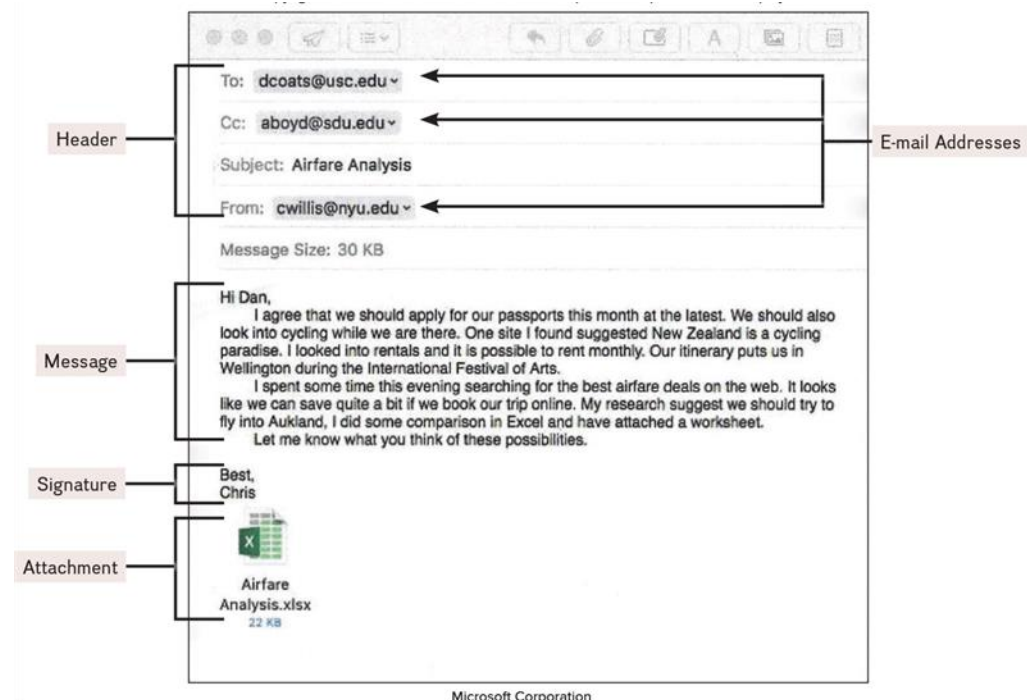 To: dcoats@usc.edu
Header
Cc: aboyd@sdu.edu
E-mail Addresses
Subject: Airfare Analysis
From: cwillis@nyu.edu
Message Size: 30 KB
Hi Dan,
I agree that we should apply for our passports this month at the latest. We should also
look into cycling while we are there. One site I found suggested New Zealand is a cycling
paradise. I looked into rentals and it is possible to rent monthly. Our itinerary puts us in
Message
Wellington during the International Festival of Arts.
I spent some time this evening searching for the best airfare deals on the web. It looks
like we can save quite a bit if we book our trip online. My research suggest we should try to
fly into Aukland, I did some comparison in Excel and have attached a worksheet.
Let me know what you think of these possibilities.
Signature
Best,
Chris
Attachment
X
Airfare
Analysis.xlsx
22 KB
Microsoft Corporation